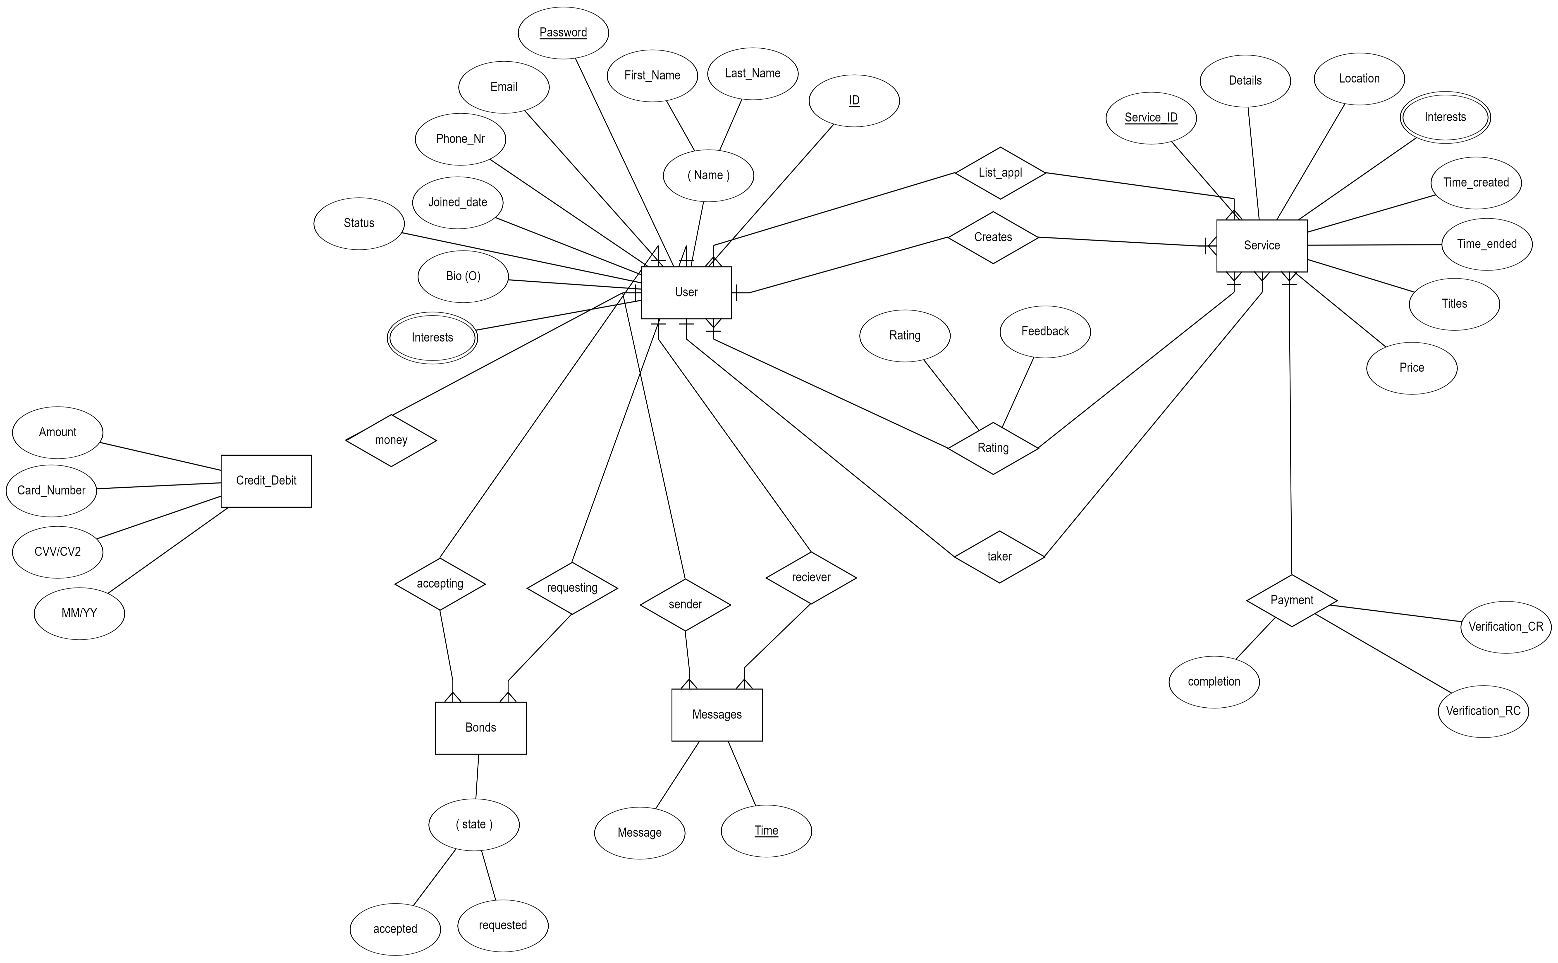 Password
First_Name
Last_Name
Email
ID
Phone_Nr
( Name )
Joined_date
Status
Bio (O)
Interests
User
Details
Location
Service_ID
Interests
Time_created
Time_ended
Titles
Price
Service
List_appl
Creates
Rating
Feedback
Rating
taker
money
Amount
Card_Number
CVV/CV2
MM/YY
Credit_Debit
accepting
requesting
sender
reciever
Payment
Verification_CR
completion
Verification_RC
Bonds
Messages
( state )
Message
Time
accepted
requested